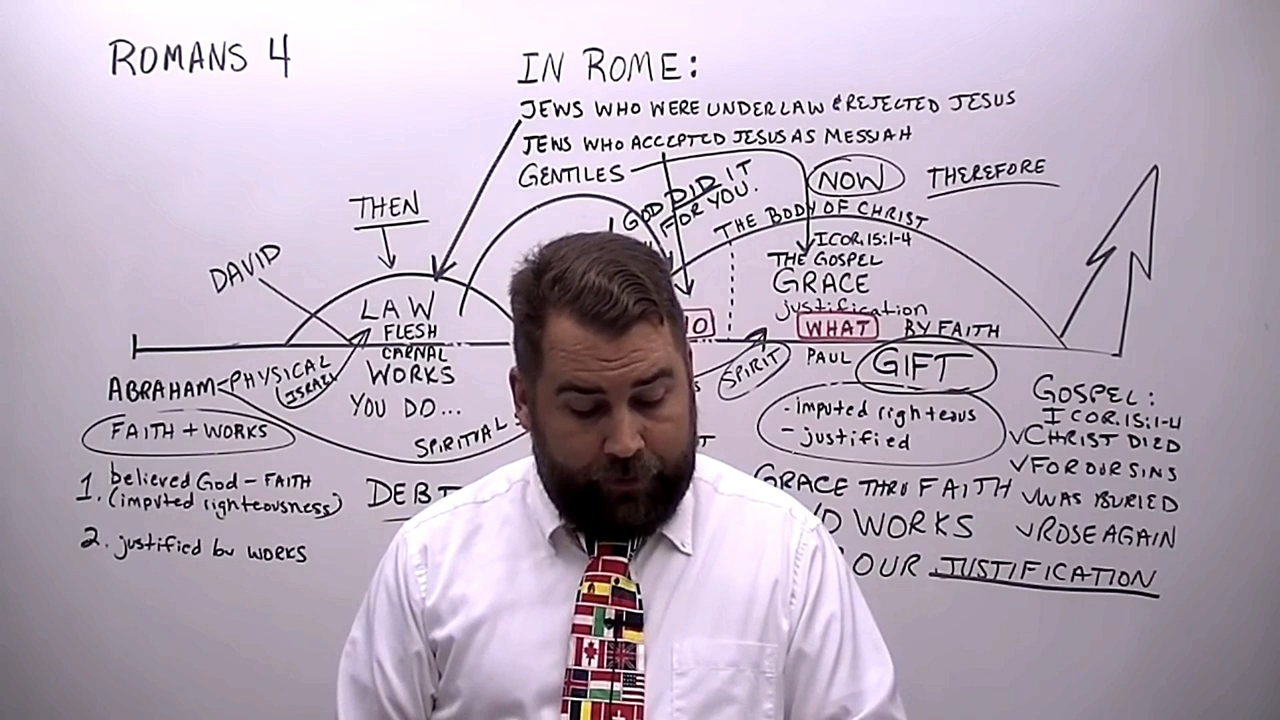 ROMANS 4
IN ROME:
JEWS WHO WERE UNDER LAW & REJECTED JESUS
JEWS WHO ACCEPTED JESUS AS MESSIAH
GENTILES
GOD DID IT
FOR YOU.
NOW
THEREFORE
THE BODY OF CHRIST
THEN
DAVID
LAW
FLESH
CARNAL
WORKS
YOU DO...
I COR. 15:1-4
THE GOSPEL
GRACE
justification
WHAT
BY FAITH
PAUL
GIFT
SPIRIT
- imputed righteous
- justified
ABRAHAM
PHYSICAL
ISRAEL
SPIRITUAL
FAITH + WORKS
1. believed God - FAITH
(imputed righteousness)
2. justified by WORKS
DEBT
GRACE THRU FAITH
WORKS
OUR JUSTIFICATION
GOSPEL:
I COR. 15:1-4
√CHRIST DIED
√FOR OUR SINS
√WAS BURIED
√ROSE AGAIN